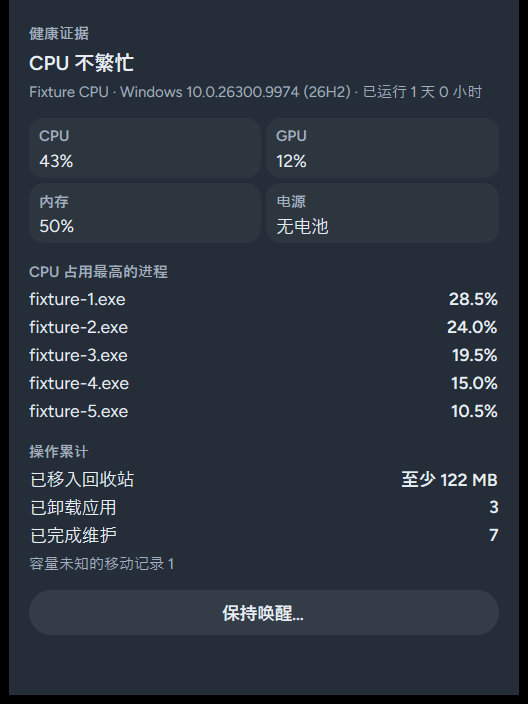 健康证据
CPU 不繁忙
Fixture CPU · Windows 10.0.26300.9974 (26H2) · 已运行 1 天 0 小时
CPU
43%
GPU
12%
内存
50%
电源
无电池
CPU 占用最高的进程
fixture-1.exe 28.5%
fixture-2.exe 24.0%
fixture-3.exe 19.5%
fixture-4.exe 15.0%
fixture-5.exe 10.5%
操作累计
已移入回收站 至少 122 MB
已卸载应用 3
已完成维护 7
容量未知的移动记录 1
保持唤醒...